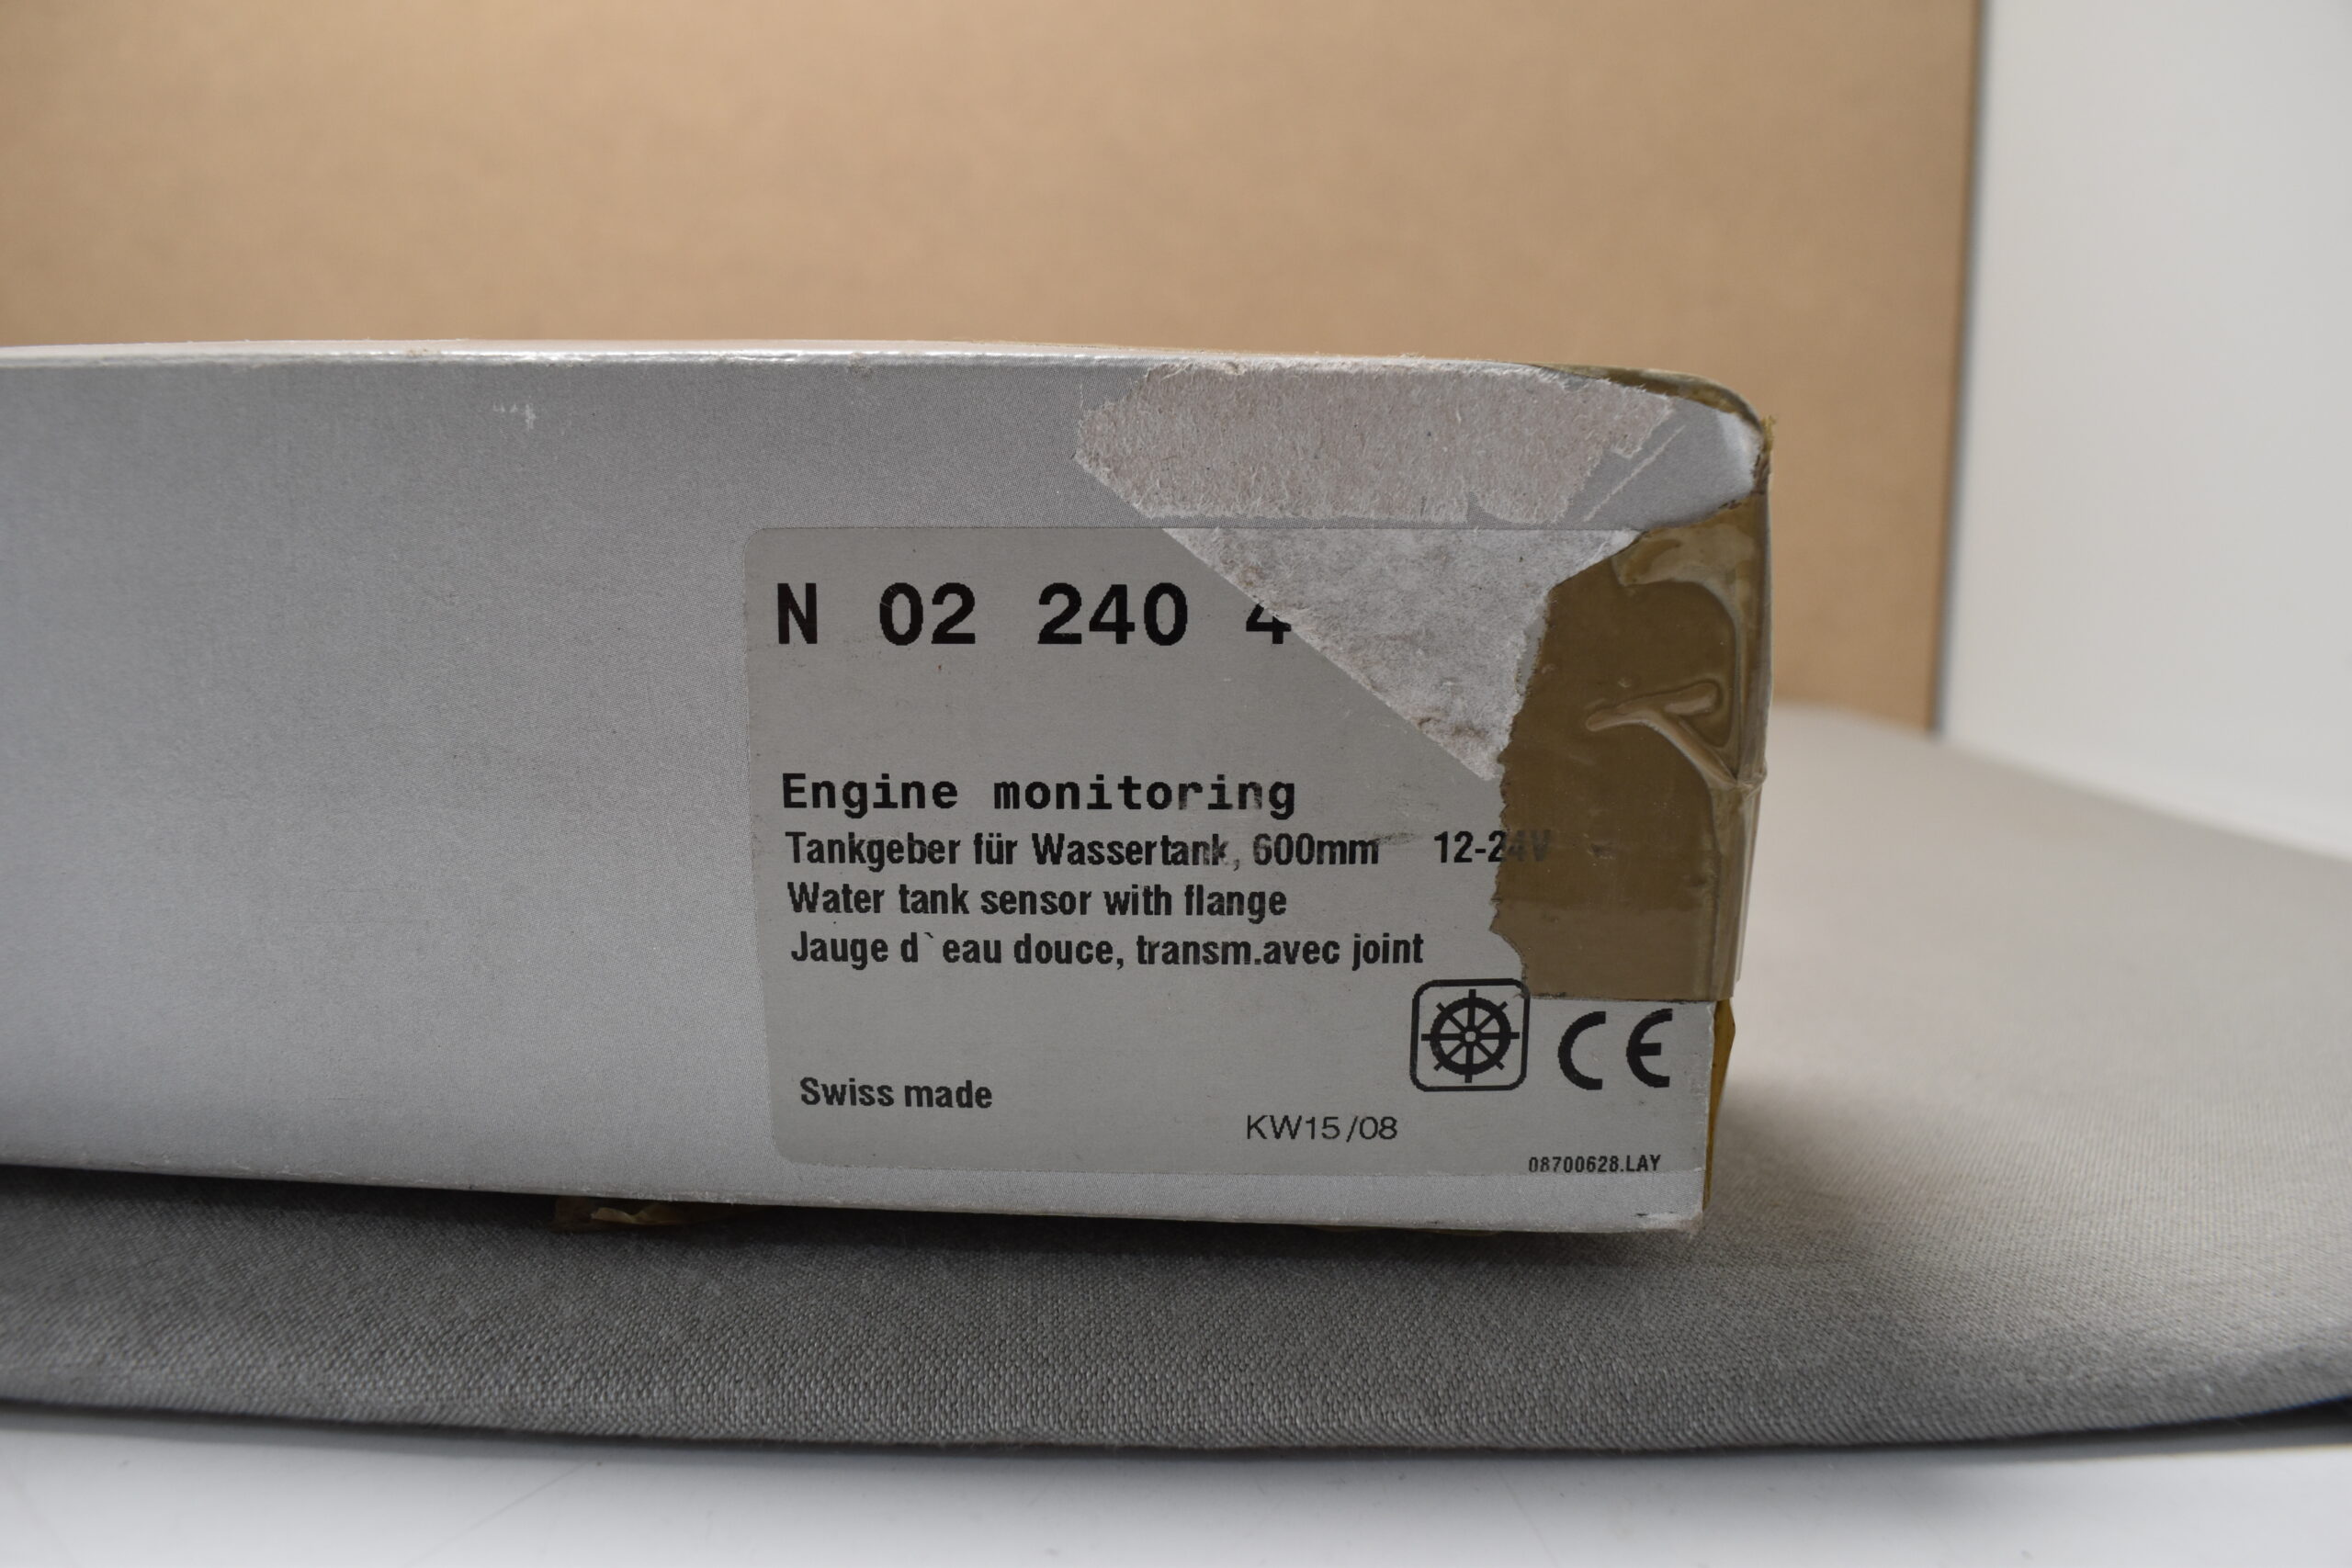 N 02 240 4
Engine monitoring
Tankgeber für Wassertank, 600mm 12-24V
Water tank sensor with flange
Jauge d`eau douce, transm.avec joint
CE
Swiss made
KW15/08
08700628.LAY